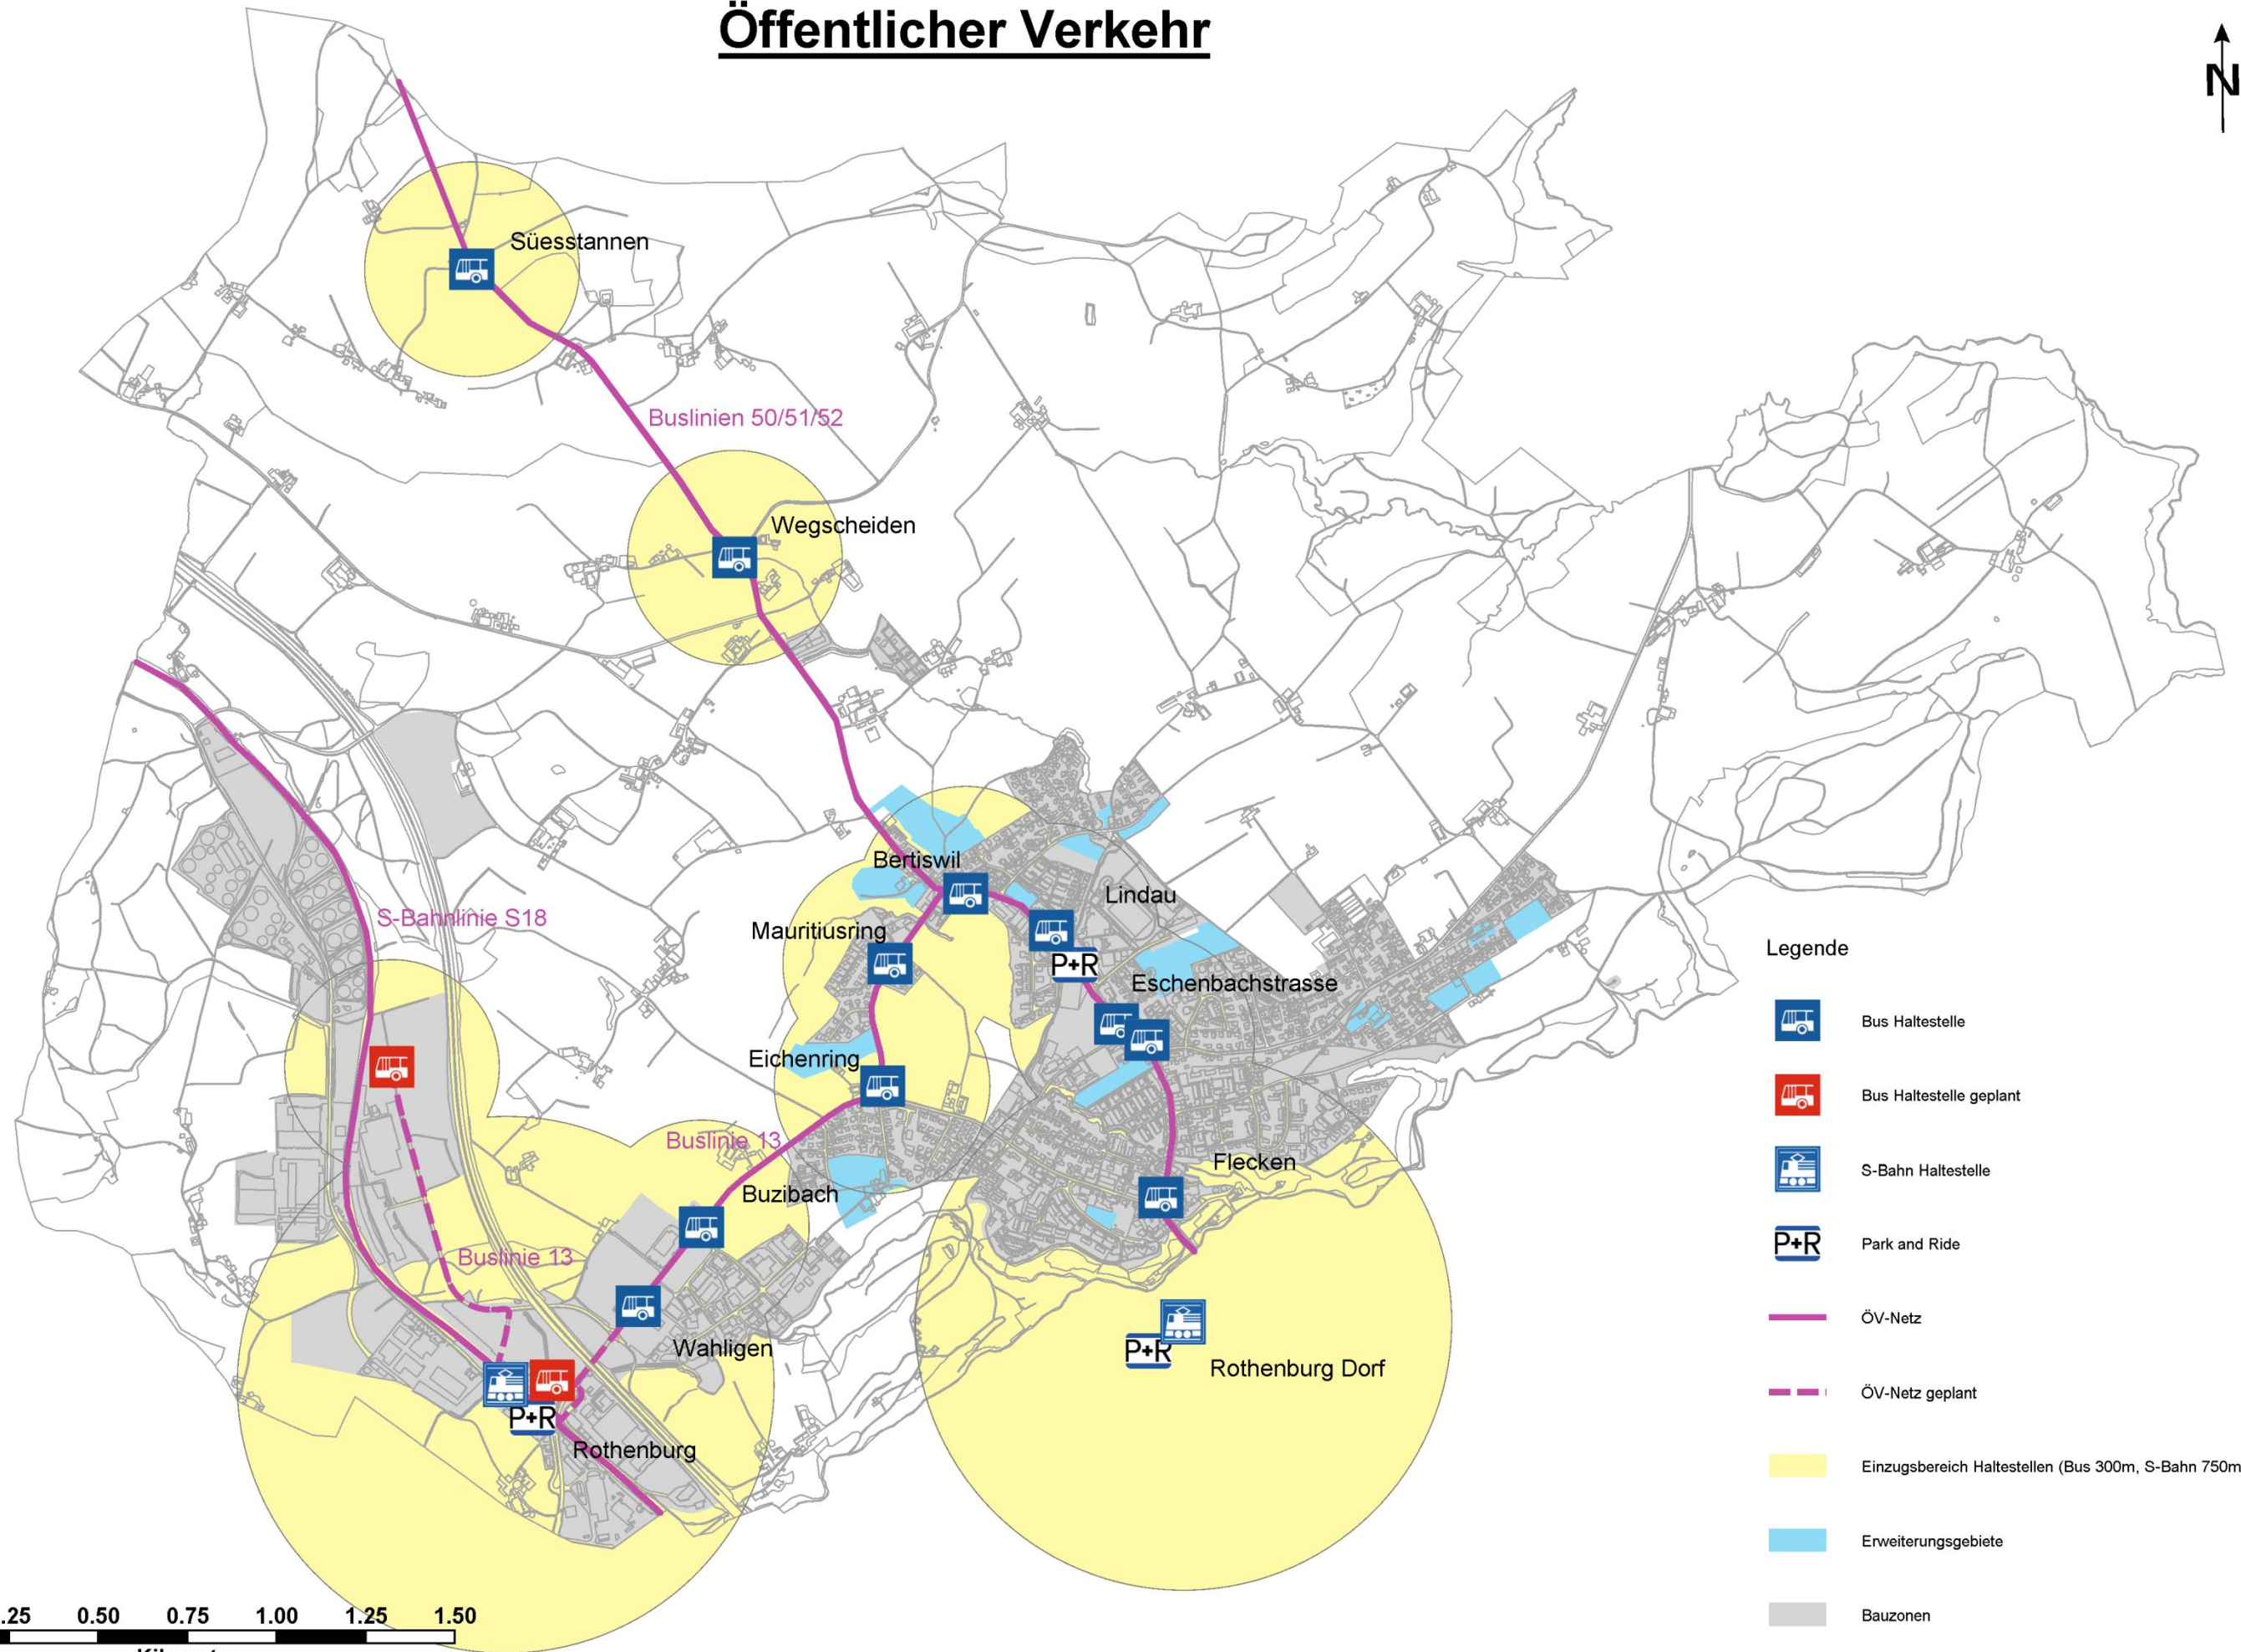 Öffentlicher Verkehr
N
Süesstannen
Buslinien 50/51/52
Wegscheiden
Bertiswil
Lindau
S-Bahnlinie S18
Mauritiusring
P+R
Eschenbachstrasse
Eichenring
Buslinie 13
Flecken
Buzibach
Buslinie 13
Wahligen
P+R
Rothenburg Dorf
P+R
Rothenburg
Legende
Bus Haltestelle
Bus Haltestelle geplant
S-Bahn Haltestelle
P+R Park and Ride
ÖV-Netz
ÖV-Netz geplant
Einzugsbereich Haltestellen (Bus 300m, S-Bahn 750m
Erweiterungsgebiete
Bauzonen
.25 0.50 0.75 1.00 1.25 1.50